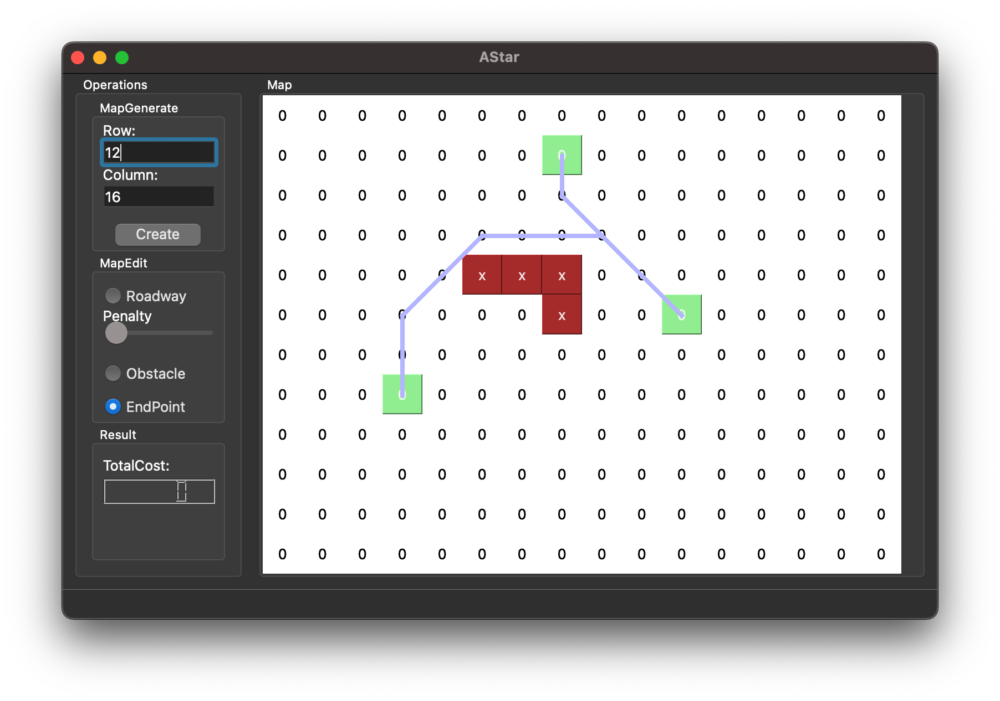 AStar
Operations
MapGenerate
Row:
12
Column:
16
Create
MapEdit
Roadway
Penalty
Obstacle
EndPoint
Result
TotalCost:
0
Map
0 0 0 0 0 0 0 0 0 0 0 0 0 0 0 0
0 0 0 0 0 0 0 0 0 0 0 0 0 0 0 0
0 0 0 0 0 0 0 0 0 0 0 0 0 0 0 0
0 0 0 0 0 0 0 0 0 0 0 0 0 0 0 0
0 0 0 0 0 x x x 0 0 0 0 0 0 0 0
0 0 0 0 0 0 0 x 0 0 0 0 0 0 0 0
0 0 0 0 0 0 0 0 0 0 0 0 0 0 0 0
0 0 0 0 0 0 0 0 0 0 0 0 0 0 0 0
0 0 0 0 0 0 0 0 0 0 0 0 0 0 0 0
0 0 0 0 0 0 0 0 0 0 0 0 0 0 0 0
0 0 0 0 0 0 0 0 0 0 0 0 0 0 0 0
0 0 0 0 0 0 0 0 0 0 0 0 0 0 0 0